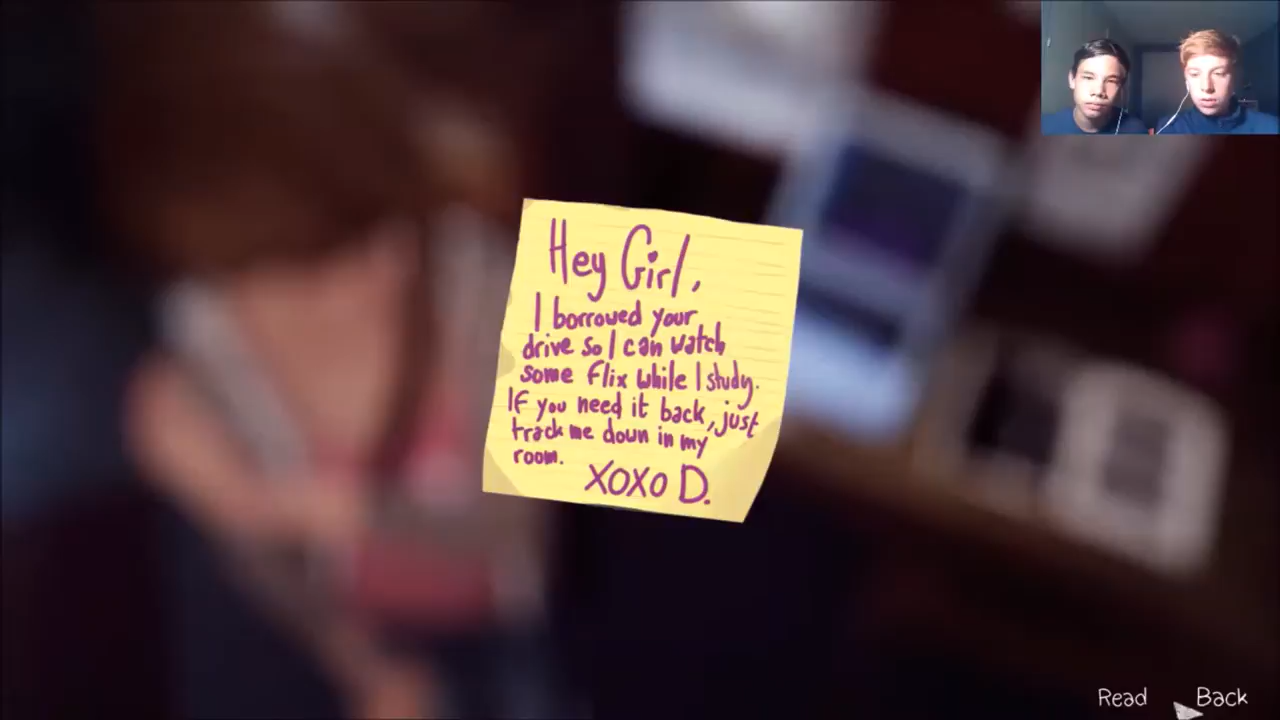 Hey Girl,
I borrowed your
drive so I can watch
some flix while I study.
If you need it back, just
track me down in my
room.
XOXO D.
Read
Back